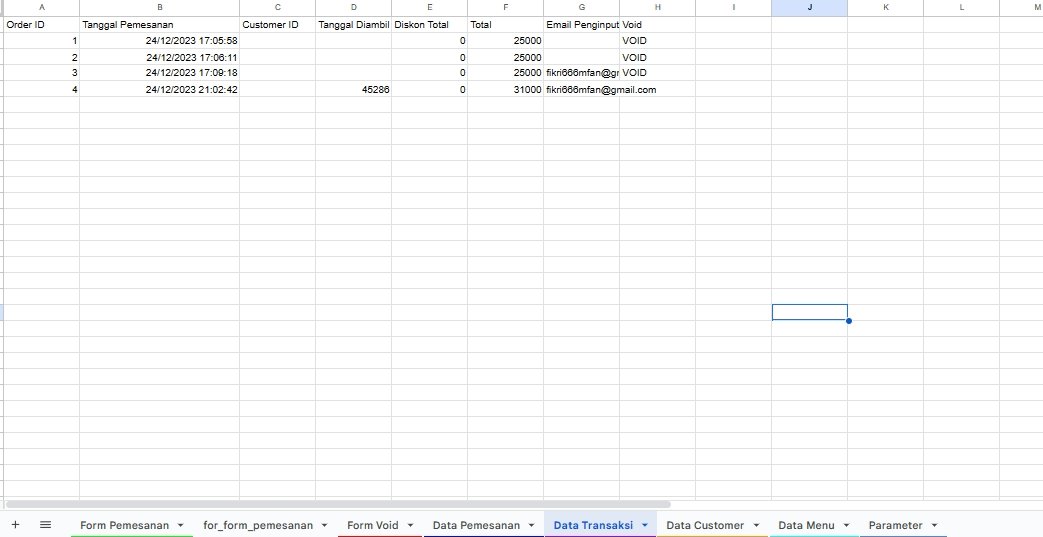 A B C D E F G H I J K L M
Order ID Tanggal Pemesanan Customer ID Tanggal Diambil Diskon Total Total Email Penginput Void
1 24/12/2023 17:05:58 0 25000 VOID
2 24/12/2023 17:06:11 0 25000 VOID
3 24/12/2023 17:09:18 0 25000 fikri666mfan@gr VOID
4 24/12/2023 21:02:42 45286 0 31000 fikri666mfan@gmail.com
+ Form Pemesanan for_form_pemesanan Form Void Data Pemesanan Data Transaksi Data Customer Data Menu Parameter